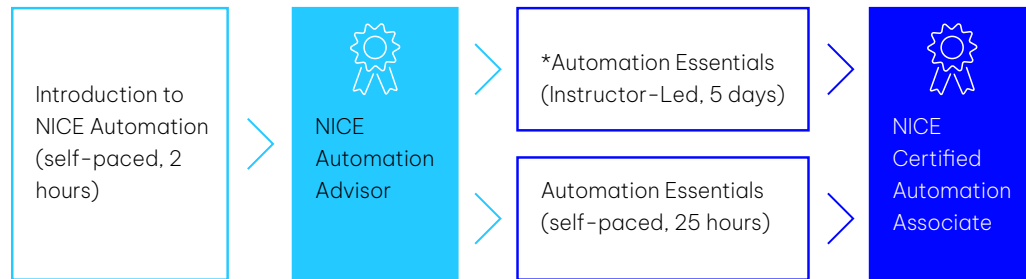 Introduction to
NICE Automation
(self-paced, 2
hours)
NICE
Automation
Advisor
*Automation Essentials
(Instructor-Led, 5 days)
Automation Essentials
(self-paced, 25 hours)
NICE
Certified
Automation
Associate